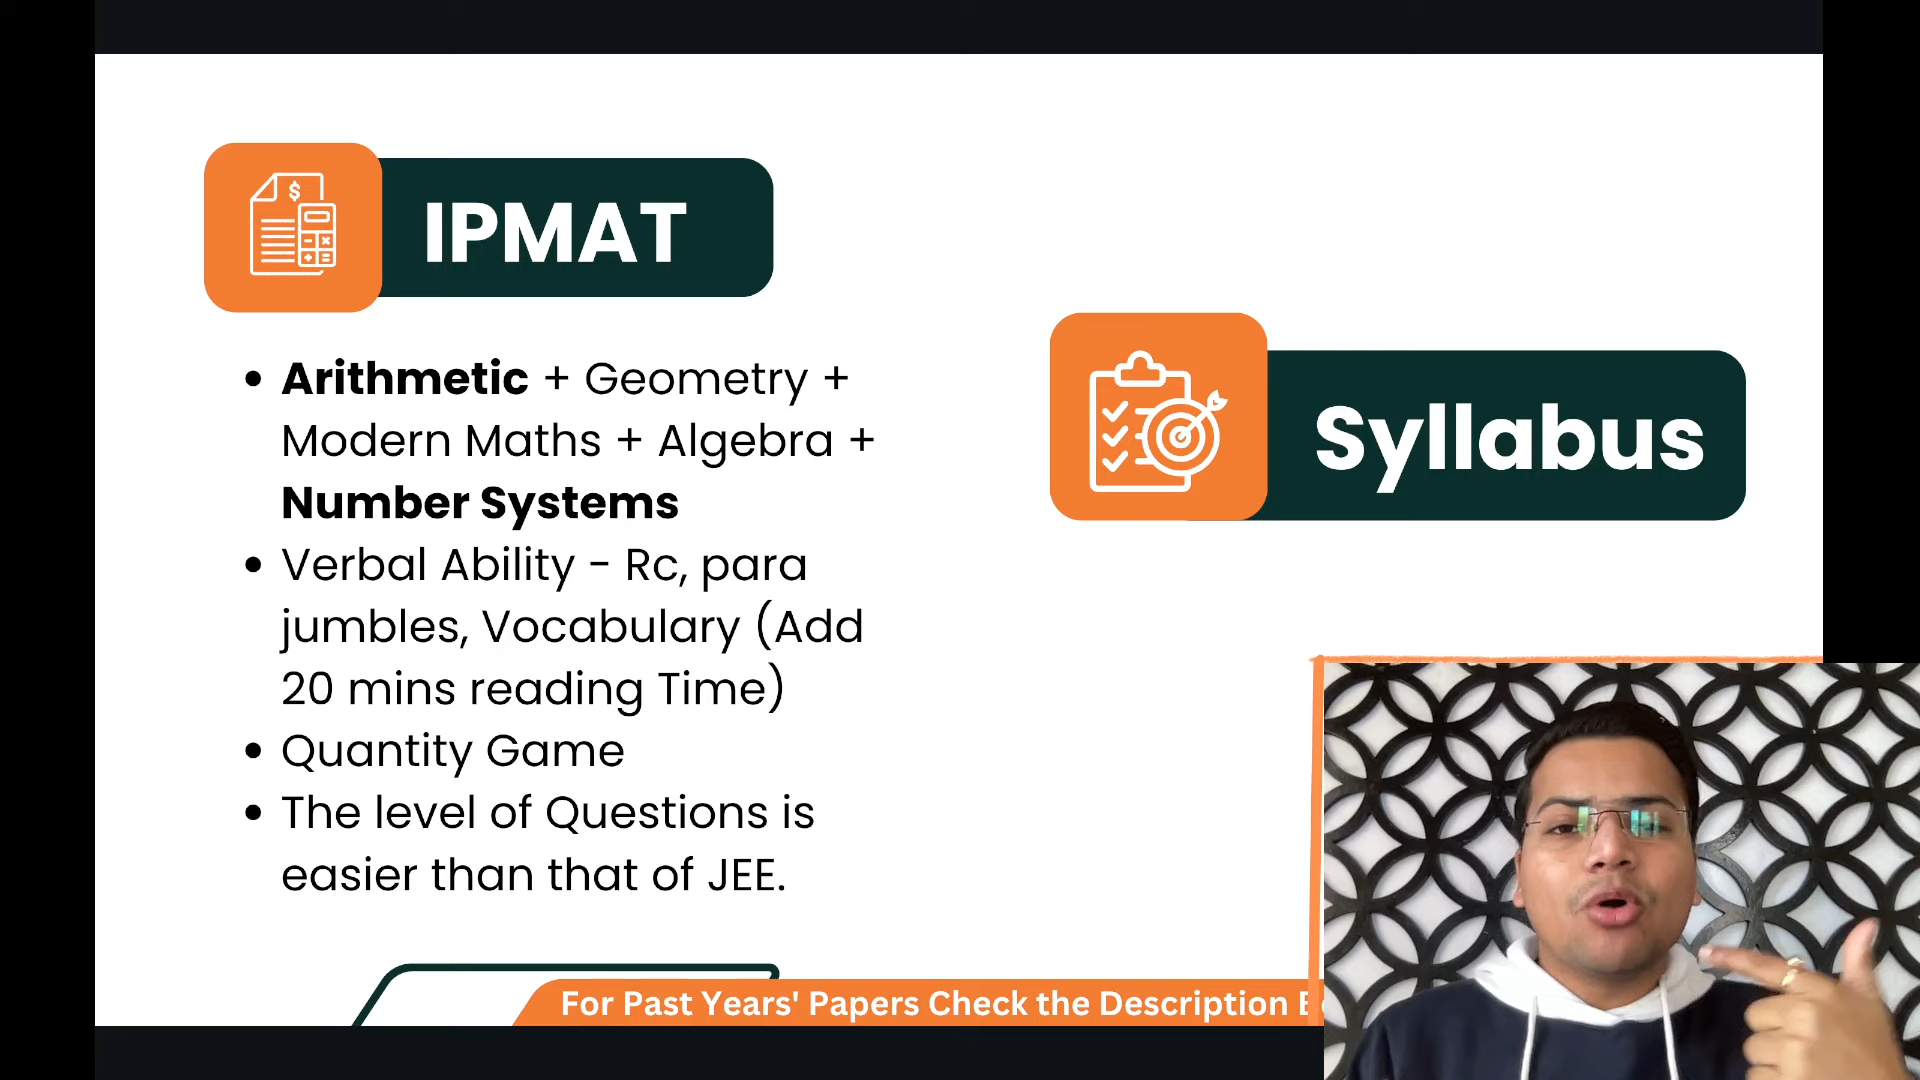 IPMAT
Arithmetic + Geometry +
Modern Maths + Algebra +
Number Systems
Verbal Ability - Rc, para
jumbles, Vocabulary (Add
20 mins reading Time)
Quantity Game
The level of Questions is
easier than that of JEE.
Syllabus
For Past Years' Papers Check the Description